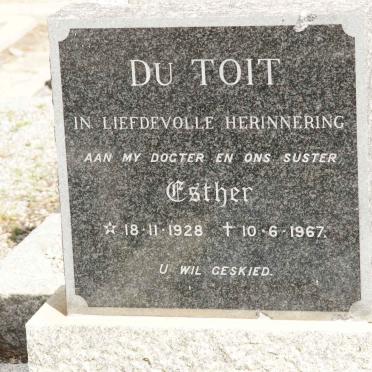 DU TOIT
IN LIEFDEVOLLE HERINNERING
AAN MY DOGTER EN ONS SUSTER
Esther
☆ 18·11·1928 ✝ 10·6·1967.
U WIL GESKIED.